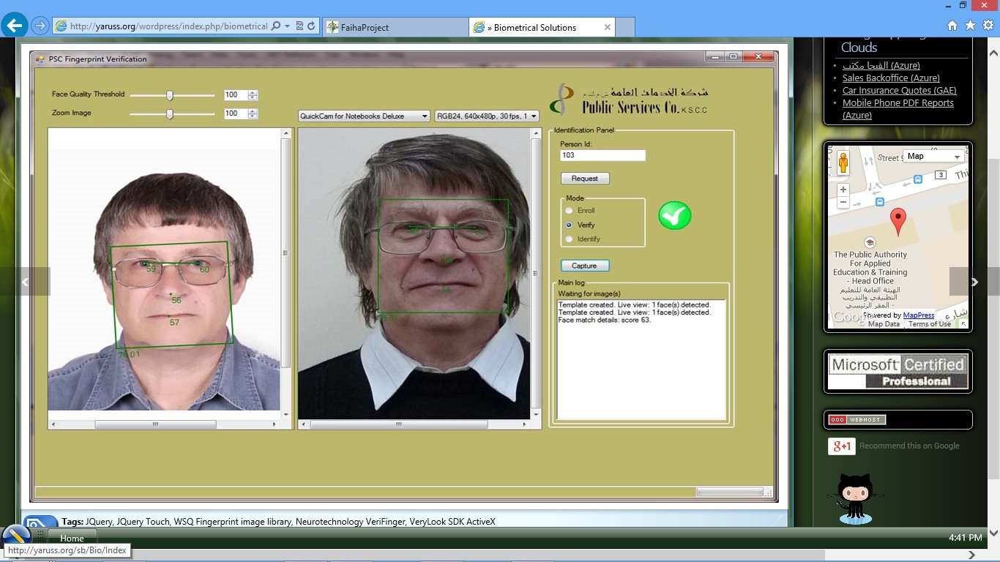 http://yaruss.org/wordpress/index.php/biometrical
FaihaProject
» Biometrical Solutions
PSC Fingerprint Verification
Face Quality Threshold
100
Zoom Image
100
QuickCam for Notebooks Deluxe
RGB24, 640x480p, 30 fps, 1
59
60
56
57
شركة الخدمات العامة ش.م.ك.م
Public Services Co. K.S.C.C
Identification Panel
Person Id:
103
Request
Mode
Enroll
Verify
Identify
Capture
Main log
Waiting for image(s)
Template created. Live view: 1 face(s) detected.
Template created. Live view: 1 face(s) detected.
Face match details: score 63.
Tags: JQuery, JQuery Touch, WSQ Fingerprint image library, Neurotechnology VeriFinger, VeryLook SDK ActiveX
Clouds
الفيحا مكتب (Azure)
Sales Backoffice (Azure)
Car Insurance Quotes (GAE)
Mobile Phone PDF Reports
(Azure)
Street
Map
3
Thi
The Public Authority
For Applied
Education & Training
- Head Office
الهيئة العامة للتعليم
التطبيقي والتدريب
- المقر الرئيسي
شارع
Powered by MapPress
Google
Map Data
Terms of Use
Microsoft Certified
Professional
000 WEBHOST
g+1
Recommend this on Google
Home
4:41 PM
http://yaruss.org/sb/Bio/Index